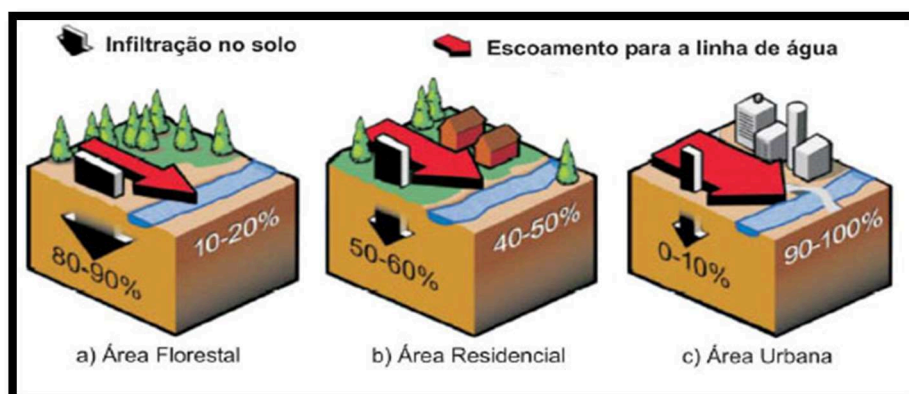 Infiltração no solo
Escoamento para a linha de água
80-90%
10-20%
50-60%
40-50%
0-10%
90-100%
a) Área Florestal
b) Área Residencial
c) Área Urbana